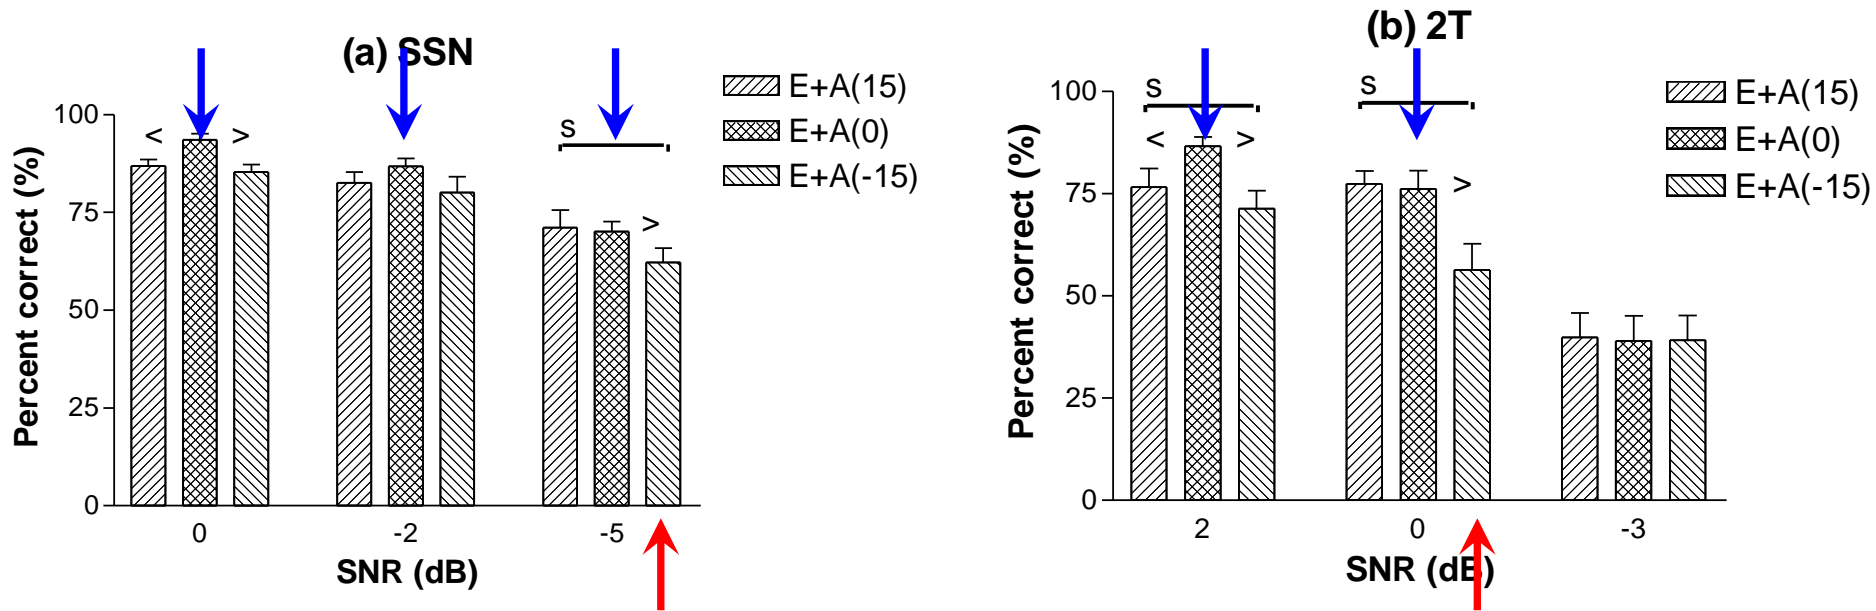 (a) SSN
E+A(15)
E+A(0)
E+A(-15)
Percent correct (%)
100
75
50
25
0
< >
s
>
0 -2 -5
SNR (dB)
(b) 2T
E+A(15)
E+A(0)
E+A(-15)
Percent correct (%)
100
75
50
25
0
s s
< >
>
2 0 -3
SNR (dB)